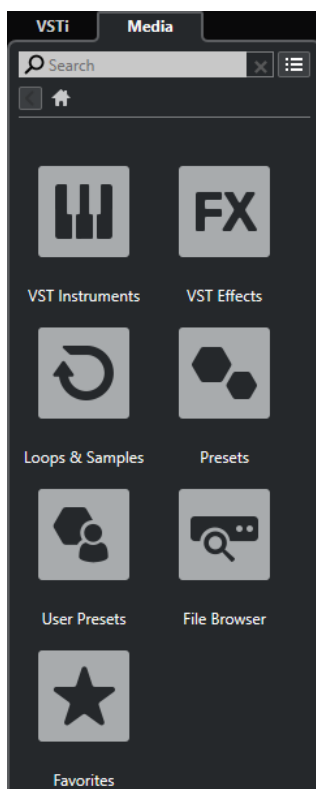 VSTi Media
Search
VST Instruments
FX
VST Effects
Loops & Samples
Presets
User Presets
File Browser
Favorites